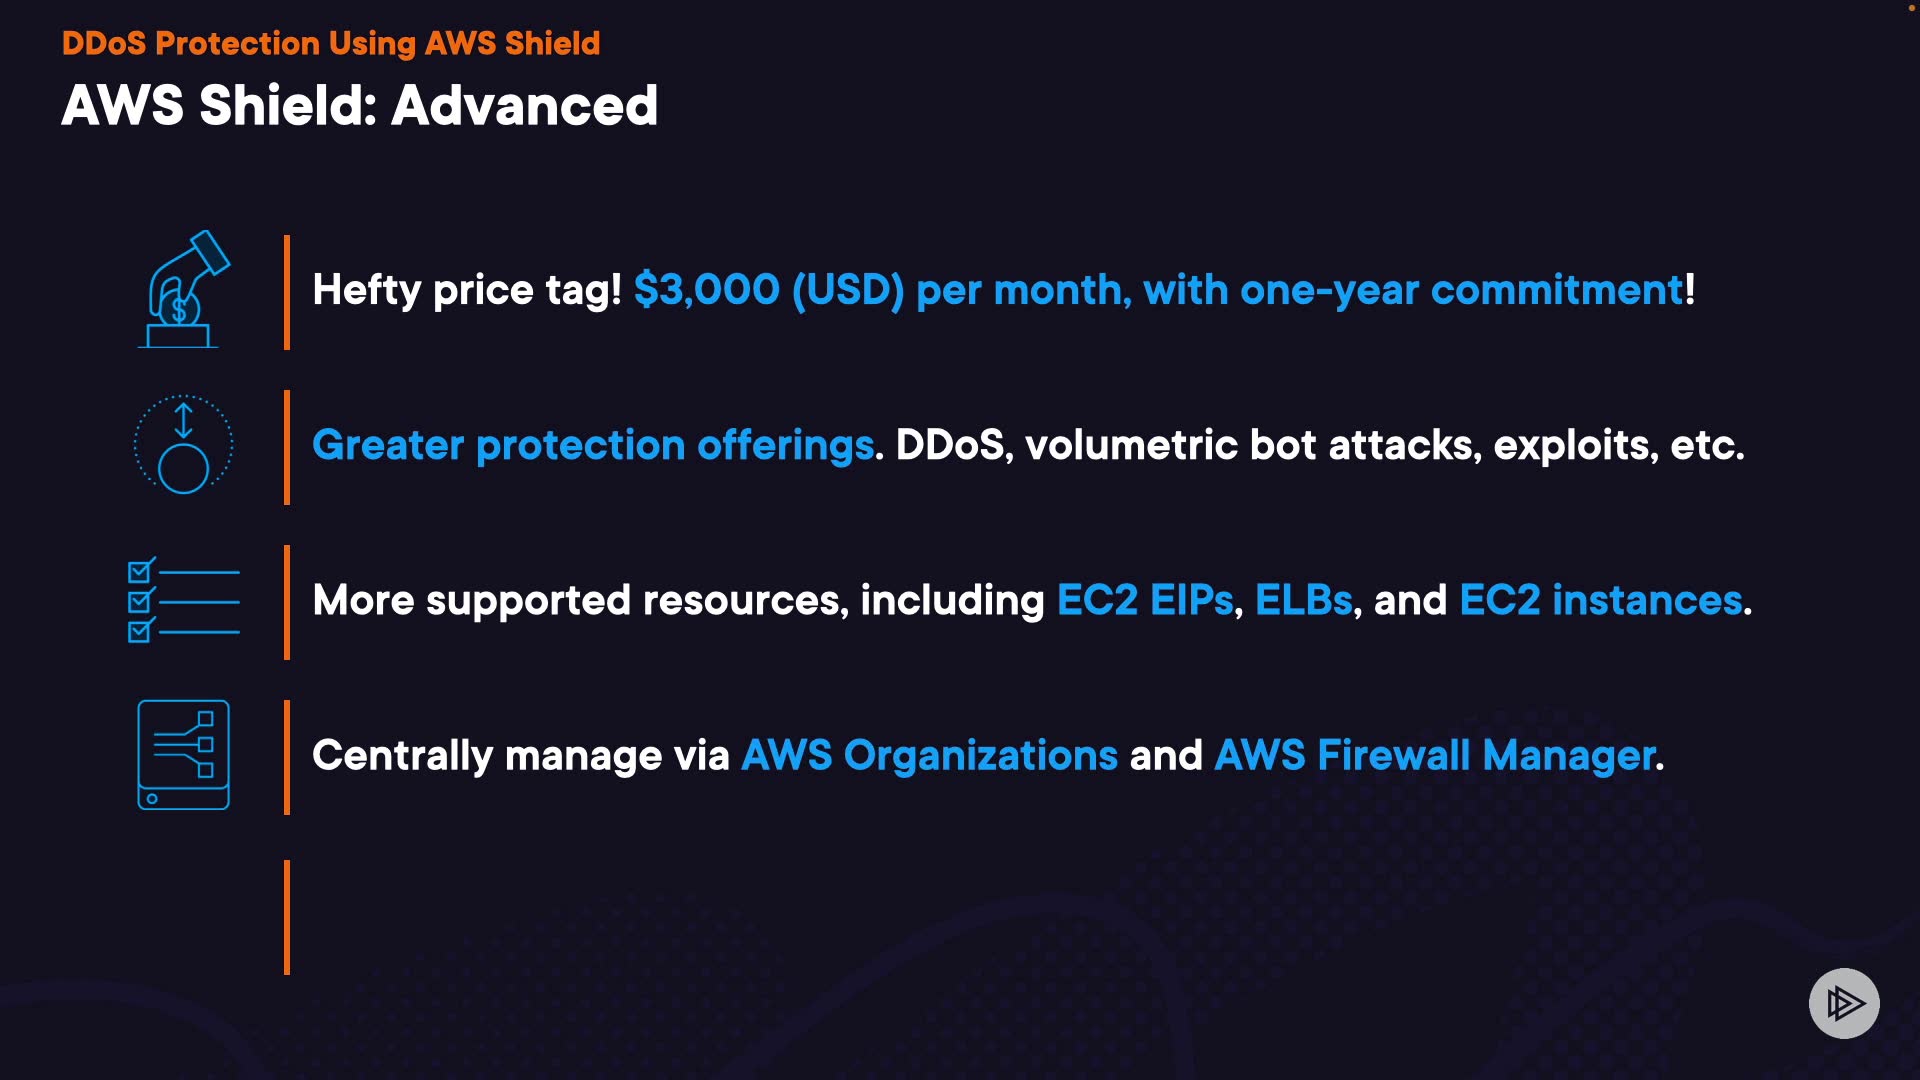 DDoS Protection Using AWS Shield
AWS Shield: Advanced
Hefty price tag! $3,000 (USD) per month, with one-year commitment!
Greater protection offerings. DDoS, volumetric bot attacks, exploits, etc.
More supported resources, including EC2 EIPs, ELBs, and EC2 instances.
Centrally manage via AWS Organizations and AWS Firewall Manager.